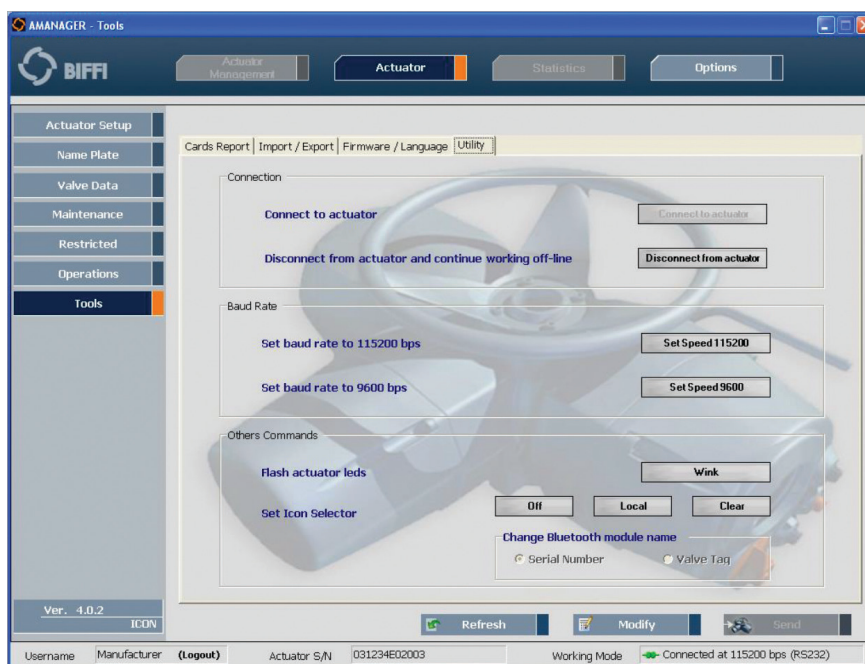 AMANAGER - Tools
BIFFI
Actuator
Management
Actuator
Statistics
Options
Actuator Setup
Name Plate
Valve Data
Maintenance
Restricted
Operations
Tools
Cards Report
Import / Export
Firmware / Language
Utility
Connection
Connect to actuator
Connect to actuator
Disconnect from actuator and continue working off-line
Disconnect from actuator
Baud Rate
Set baud rate to 115200 bps
Set Speed 115200
Set baud rate to 9600 bps
Set Speed 9600
Others Commands
Flash actuator leds
Wink
Set Icon Selector
Off
Local
Clear
Change Bluetooth module name
Serial Number
Valve Tag
Ver. 4.0.2
ICON
Refresh
Modify
Send
Username
Manufacturer
(Logout)
Actuator S/N
031234E02003
Working Mode
Connected at 115200 bps (RS232)